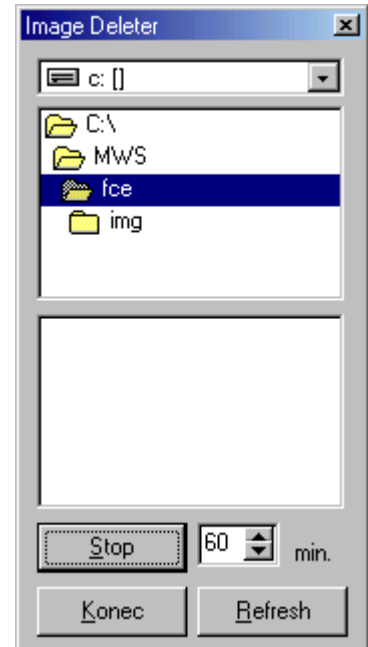 Image Deleter
c: []
C:\
MWS
fce
img
Stop 60 min.
Konec Refresh